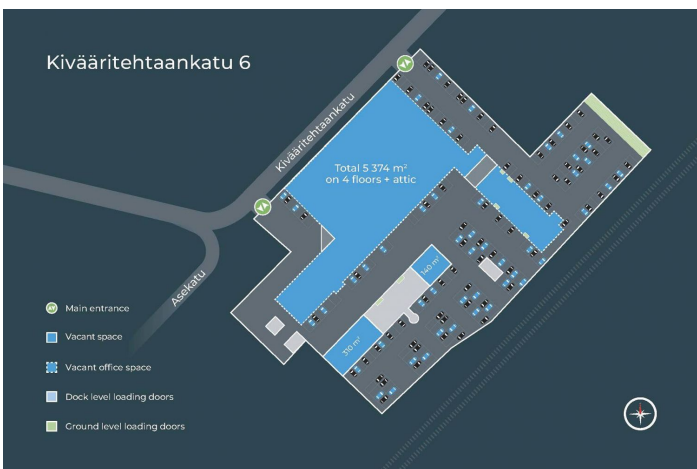 Kivääritehtaankatu 6
Kivääritehtaankatu
Total 5 374 m²
on 4 floors + attic
Asekatu
140 m²
310 m²
Main entrance
Vacant space
Vacant office space
Dock level loading doors
Ground level loading doors